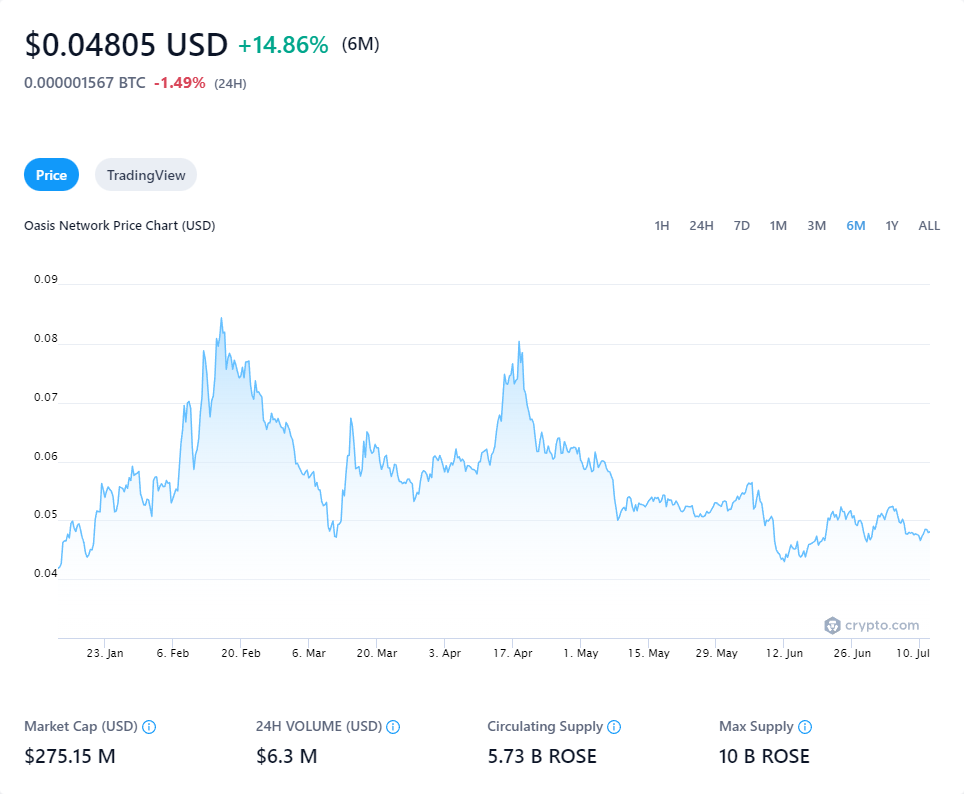 $0.04805 USD +14.86% (6M)
0.000001567 BTC -1.49% (24H)
Price TradingView
Oasis Network Price Chart (USD) 1H 24H 7D 1M 3M 6M 1Y ALL
0.09
0.08
0.07
0.06
0.05
0.04
crypto.com
23. Jan 6. Feb 20. Feb 6. Mar 20. Mar 3. Apr 17. Apr 1. May 15. May 29. May 12. Jun 26. Jun 10. Jul
Market Cap (USD) 24H VOLUME (USD) Circulating Supply Max Supply
$275.15 M $6.3 M 5.73 B ROSE 10 B ROSE